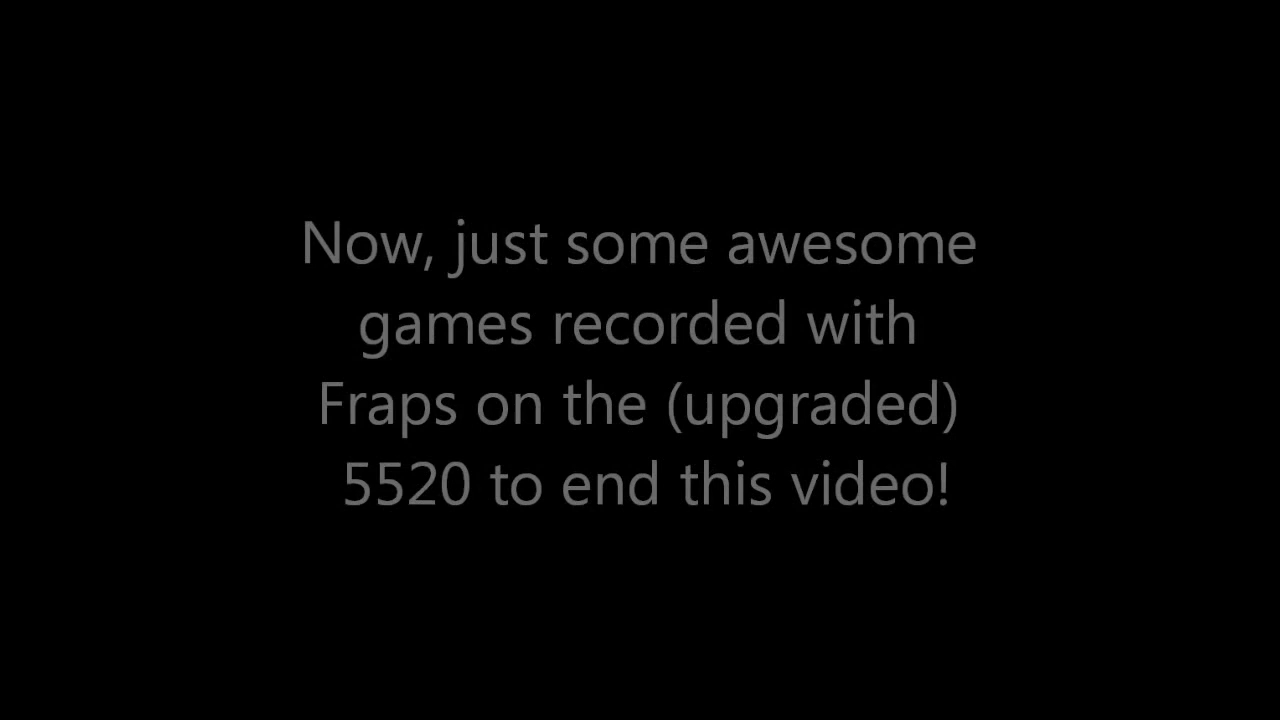 Now, just some awesome
games recorded with
Fraps on the (upgraded)
5520 to end this video!